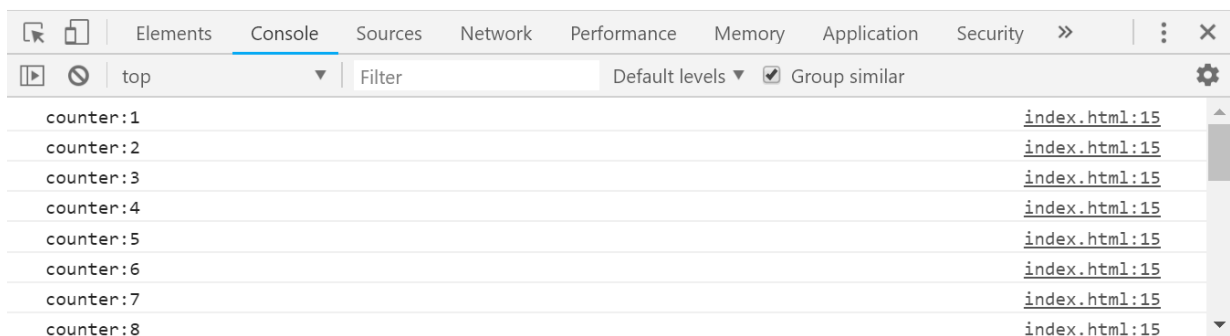 Elements Console Sources Network Performance Memory Application Security
top Filter Default levels Group similar
counter:1 index.html:15
counter:2 index.html:15
counter:3 index.html:15
counter:4 index.html:15
counter:5 index.html:15
counter:6 index.html:15
counter:7 index.html:15
counter:8 index.html:15